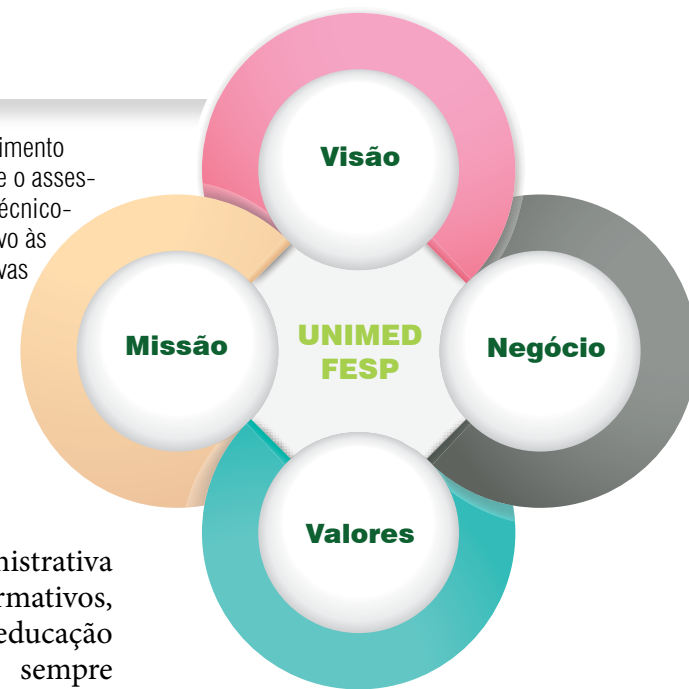 imento
e o asses-
écnico-
vo às
vas
Visão
Missão
UNIMED
FESP
Negócio
Valores
nistrativa
rmativos,
educação
sempre